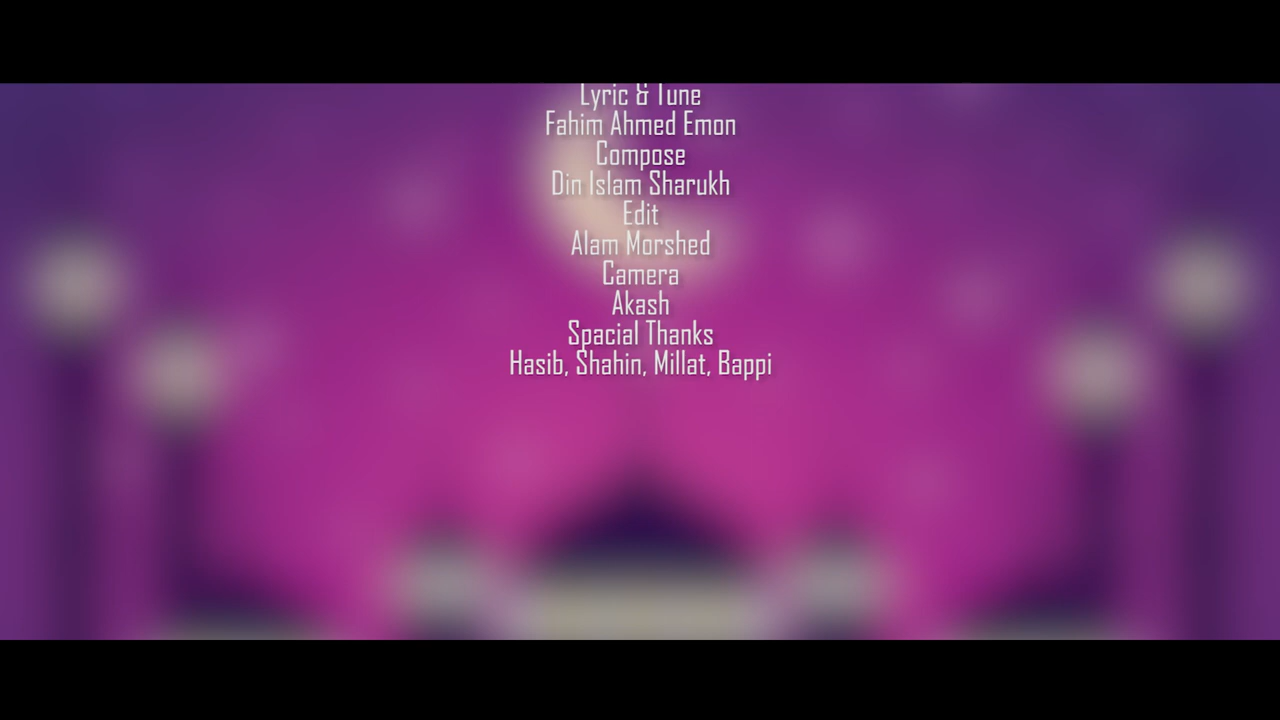 Lyric & Tune
Fahim Ahmed Emon
Compose
Din Islam Sharukh
Edit
Alam Morshed
Camera
Akash
Spacial Thanks
Hasib, Shahin, Millat, Bappi